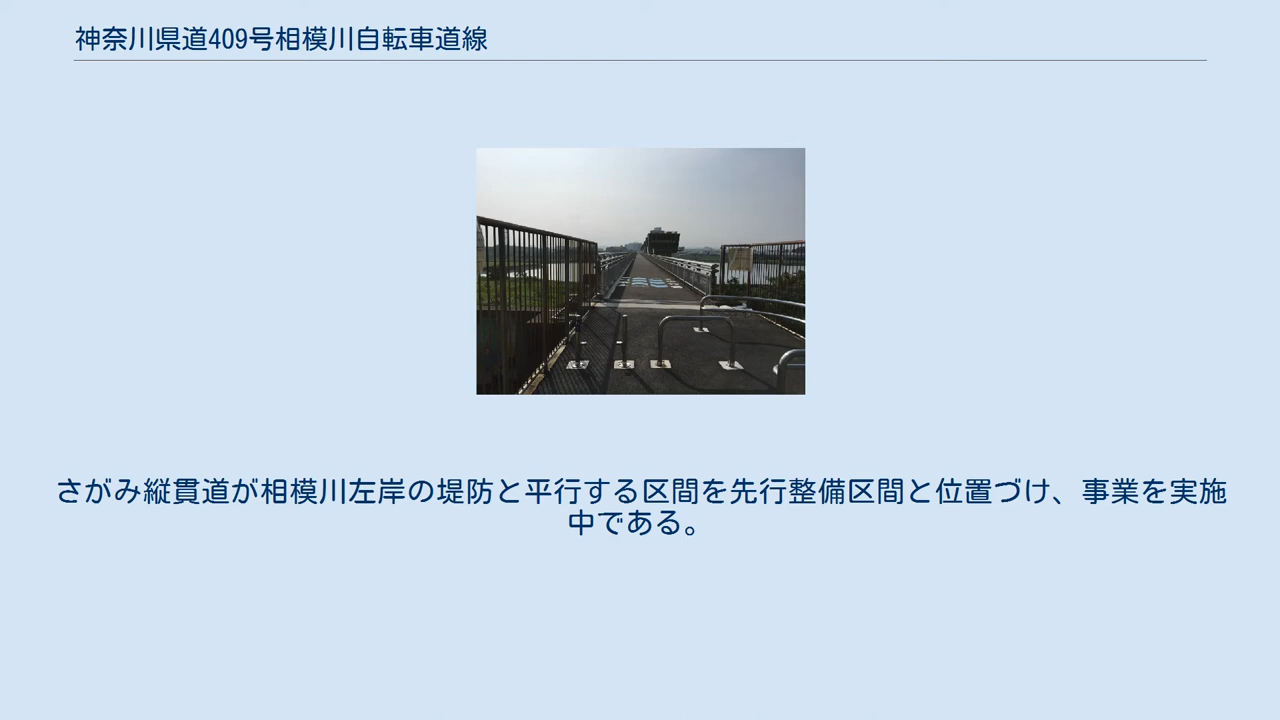 神奈川県道409号相模川自転車道線
さがみ縦貫道が相模川左岸の堤防と平行する区間を先行整備区間と位置づけ、事業を実施
中である。